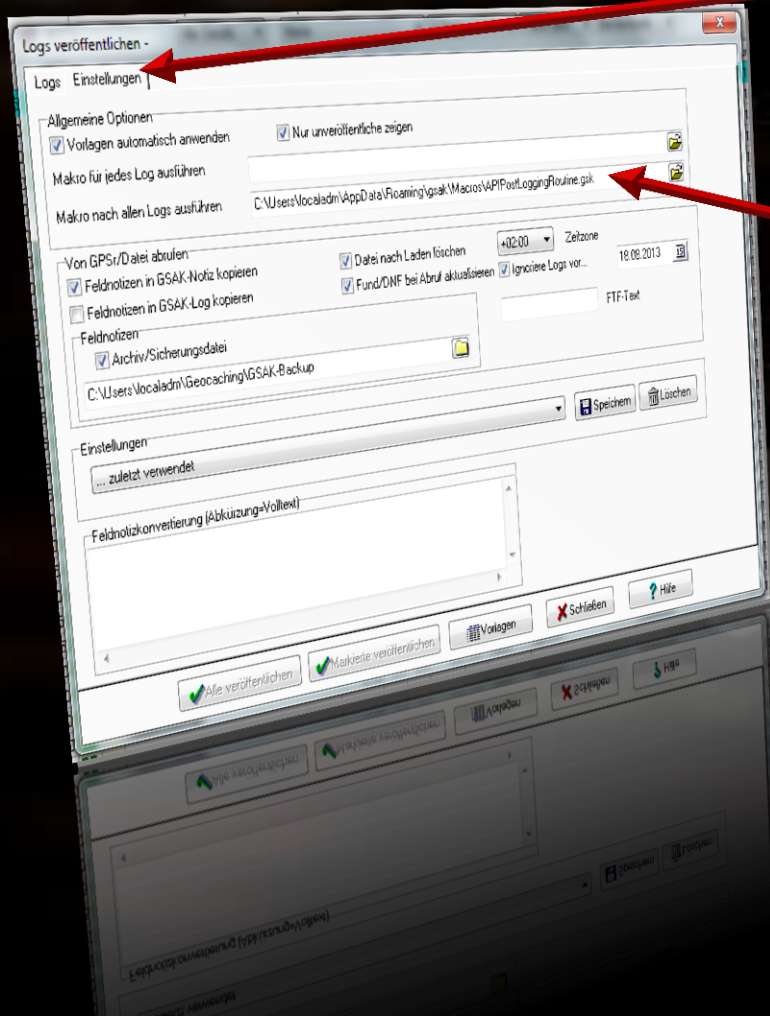 Logs veröffentlichen -
Logs Einstellungen
Allgemeine Optionen
Vorlagen automatisch anwenden
Nur unveröffentliche zeigen
Makro für jedes Log ausführen
Makro nach allen Logs ausführen
C:\Users\localadm\AppData\Roaming\gsak\Macros\APIPostLoggingRoutine.gsk
Von GPSr/Datei abrufen
Feldnotizen in GSAK-Notiz kopieren
Datei nach Laden löschen
+02:00 Zeitzone
Feldnotizen in GSAK-Log kopieren
Fund/DNF bei Abruf aktualisieren
Ignoriere Logs vor...
18.08.2013
15
Feldnotizen
FTF-Text
Archiv/Sicherungsdatei
C:\Users\localadm\Geocaching\GSAK-Backup
Einstellungen
... zuletzt verwendet
Speichern
Löschen
Feldnotizkonvertierung (Abkürzung=Volltext)
Alle veröffentlichen
Markierte veröffentlichen
Vorlagen
Schließen
? Hilfe